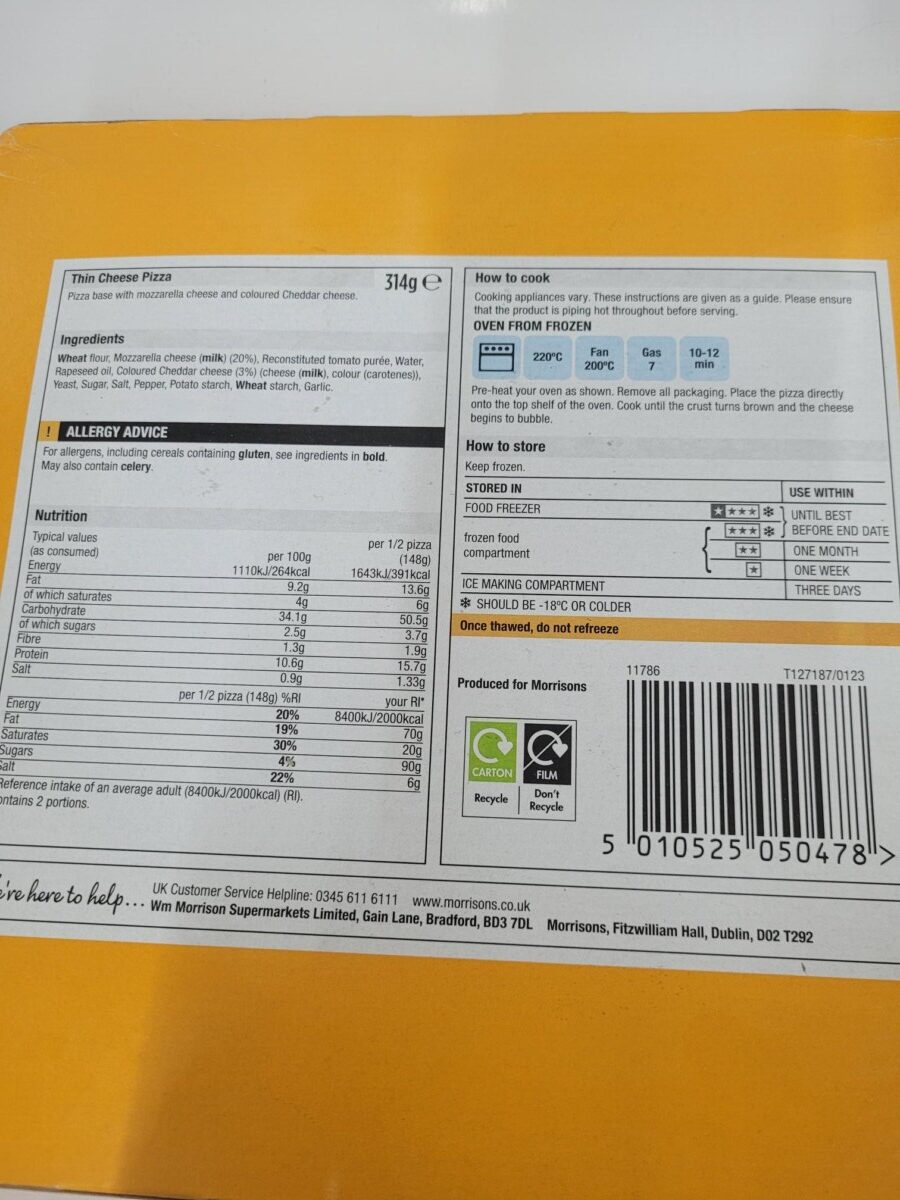 Thin Cheese Pizza
314g ℮
Pizza base with mozzarella cheese and coloured Cheddar cheese.
Ingredients
Wheat flour, Mozzarella cheese (milk) (20%), Reconstituted tomato purée, Water,
Rapeseed oil, Coloured Cheddar cheese (3%) (cheese (milk), colour (carotenes)),
Yeast, Sugar, Salt, Pepper, Potato starch, Wheat starch, Garlic.
! ALLERGY ADVICE
For allergens, including cereals containing gluten, see ingredients in bold.
May also contain celery.
Nutrition
Typical values
(as consumed) per 100g per 1/2 pizza (148g)
Energy 1110kJ/264kcal 1643kJ/391kcal
Fat 9.2g 13.6g
of which saturates 4g 6g
Carbohydrate 34.1g 50.5g
of which sugars 2.5g 3.7g
Fibre 1.3g 1.9g
Protein 10.6g 15.7g
Salt 0.9g 1.33g
per 1/2 pizza (148g) %RI your RI*
Energy 20% 8400kJ/2000kcal
Fat 19% 70g
Saturates 30% 20g
Sugars 4% 90g
Salt 22% 6g
Reference intake of an average adult (8400kJ/2000kcal) (RI).
ontains 2 portions.
How to cook
Cooking appliances vary. These instructions are given as a guide. Please ensure
that the product is piping hot throughout before serving.
OVEN FROM FROZEN
220°C Fan 200°C Gas 7 10-12 min
Pre-heat your oven as shown. Remove all packaging. Place the pizza directly
onto the top shelf of the oven. Cook until the crust turns brown and the cheese
begins to bubble.
How to store
Keep frozen.
STORED IN USE WITHIN
FOOD FREEZER ★★★★ ❄ UNTIL BEST
frozen food ★★★ ❄ BEFORE END DATE
compartment ★★ ONE MONTH
★ ONE WEEK
ICE MAKING COMPARTMENT THREE DAYS
❄ SHOULD BE -18°C OR COLDER
Once thawed, do not refreeze
Produced for Morrisons
11786 T127187/0123
CARTON FILM
Recycle Don't
Recycle
5 010525 050478 >
e're here to help... UK Customer Service Helpline: 0345 611 6111 www.morrisons.co.uk
Wm Morrison Supermarkets Limited, Gain Lane, Bradford, BD3 7DL Morrisons, Fitzwilliam Hall, Dublin, D02 T292